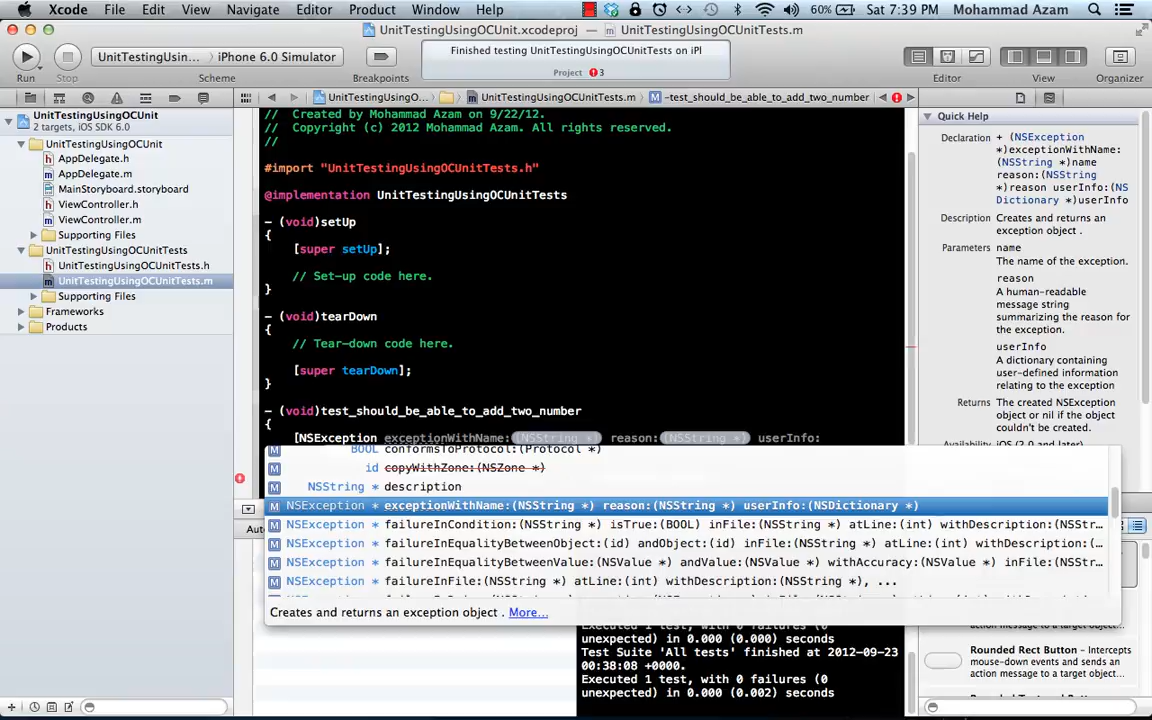 Xcode File Edit View Navigate Editor Product Window Help 60% Sat 7:39 PM Mohammad Azam
UnitTestingUsingOCUnit.xcodeproj — UnitTestingUsingOCUnitTests.m
UnitTestingUsin... iPhone 6.0 Simulator
Finished testing UnitTestingUsingOCUnitTests on iPl
Project 3
Run Stop Scheme Breakpoints Editor View Organizer
UnitTestingUsingO... UnitTestingUsingOCUnitTests.m -test_should_be_able_to_add_two_number
UnitTestingUsingOCUnit
2 targets, iOS SDK 6.0
UnitTestingUsingOCUnit
AppDelegate.h
AppDelegate.m
MainStoryboard.storyboard
ViewController.h
ViewController.m
Supporting Files
UnitTestingUsingOCUnitTests
UnitTestingUsingOCUnitTests.h
UnitTestingUsingOCUnitTests.m
Supporting Files
Frameworks
Products
// Created by Mohammad Azam on 9/22/12.
// Copyright (c) 2012 Mohammad Azam. All rights reserved.
//
#import "UnitTestingUsingOCUnitTests.h"
@implementation UnitTestingUsingOCUnitTests
- (void)setUp
{
[super setUp];
// Set-up code here.
}
- (void)tearDown
{
// Tear-down code here.
[super tearDown];
}
- (void)test_should_be_able_to_add_two_number
{
[NSException exceptionWithName:(NSString *) reason:(NSString *) userInfo:
BOOL conformsToProtocol:(Protocol *)
id copyWithZone:(NSZone *)
NSString * description
NSException * exceptionWithName:(NSString *) reason:(NSString *) userInfo:(NSDictionary *)
NSException * failureInCondition:(NSString *) isTrue:(BOOL) inFile:(NSString *) atLine:(int) withDescription:(NSStr...
NSException * failureInEqualityBetweenObject:(id) andObject:(id) inFile:(NSString *) atLine:(int) withDescription:(...
NSException * failureInEqualityBetweenValue:(NSValue *) andValue:(NSValue *) withAccuracy:(NSValue *) inFile:(NSStr...
NSException * failureInFile:(NSString *) atLine:(int) withDescription:(NSString *), ...
Creates and returns an exception object . More...
Auto
Executed 1 test, with 0 failures (0
unexpected) in 0.000 (0.000) seconds
Test Suite 'All tests' finished at 2012-09-23
00:38:08 +0000.
Executed 1 test, with 0 failures (0
unexpected) in 0.000 (0.002) seconds
Quick Help
Declaration + (NSException
*)exceptionWithName:
(NSString *)name
reason:(NSString
*)reason userInfo:(NS
Dictionary *)userInfo
Description Creates and returns an
exception object .
Parameters name
The name of the exception.
reason
A human-readable
message string
summarizing the reason for
the exception.
userInfo
A dictionary containing
user-defined information
relating to the exception
Returns The created NSException
object or nil if the object
couldn't be created.
Availability iOS (2.0 and later)
Rounded Rect Button - Intercepts
mouse-down events and sends an
action message to a target object...